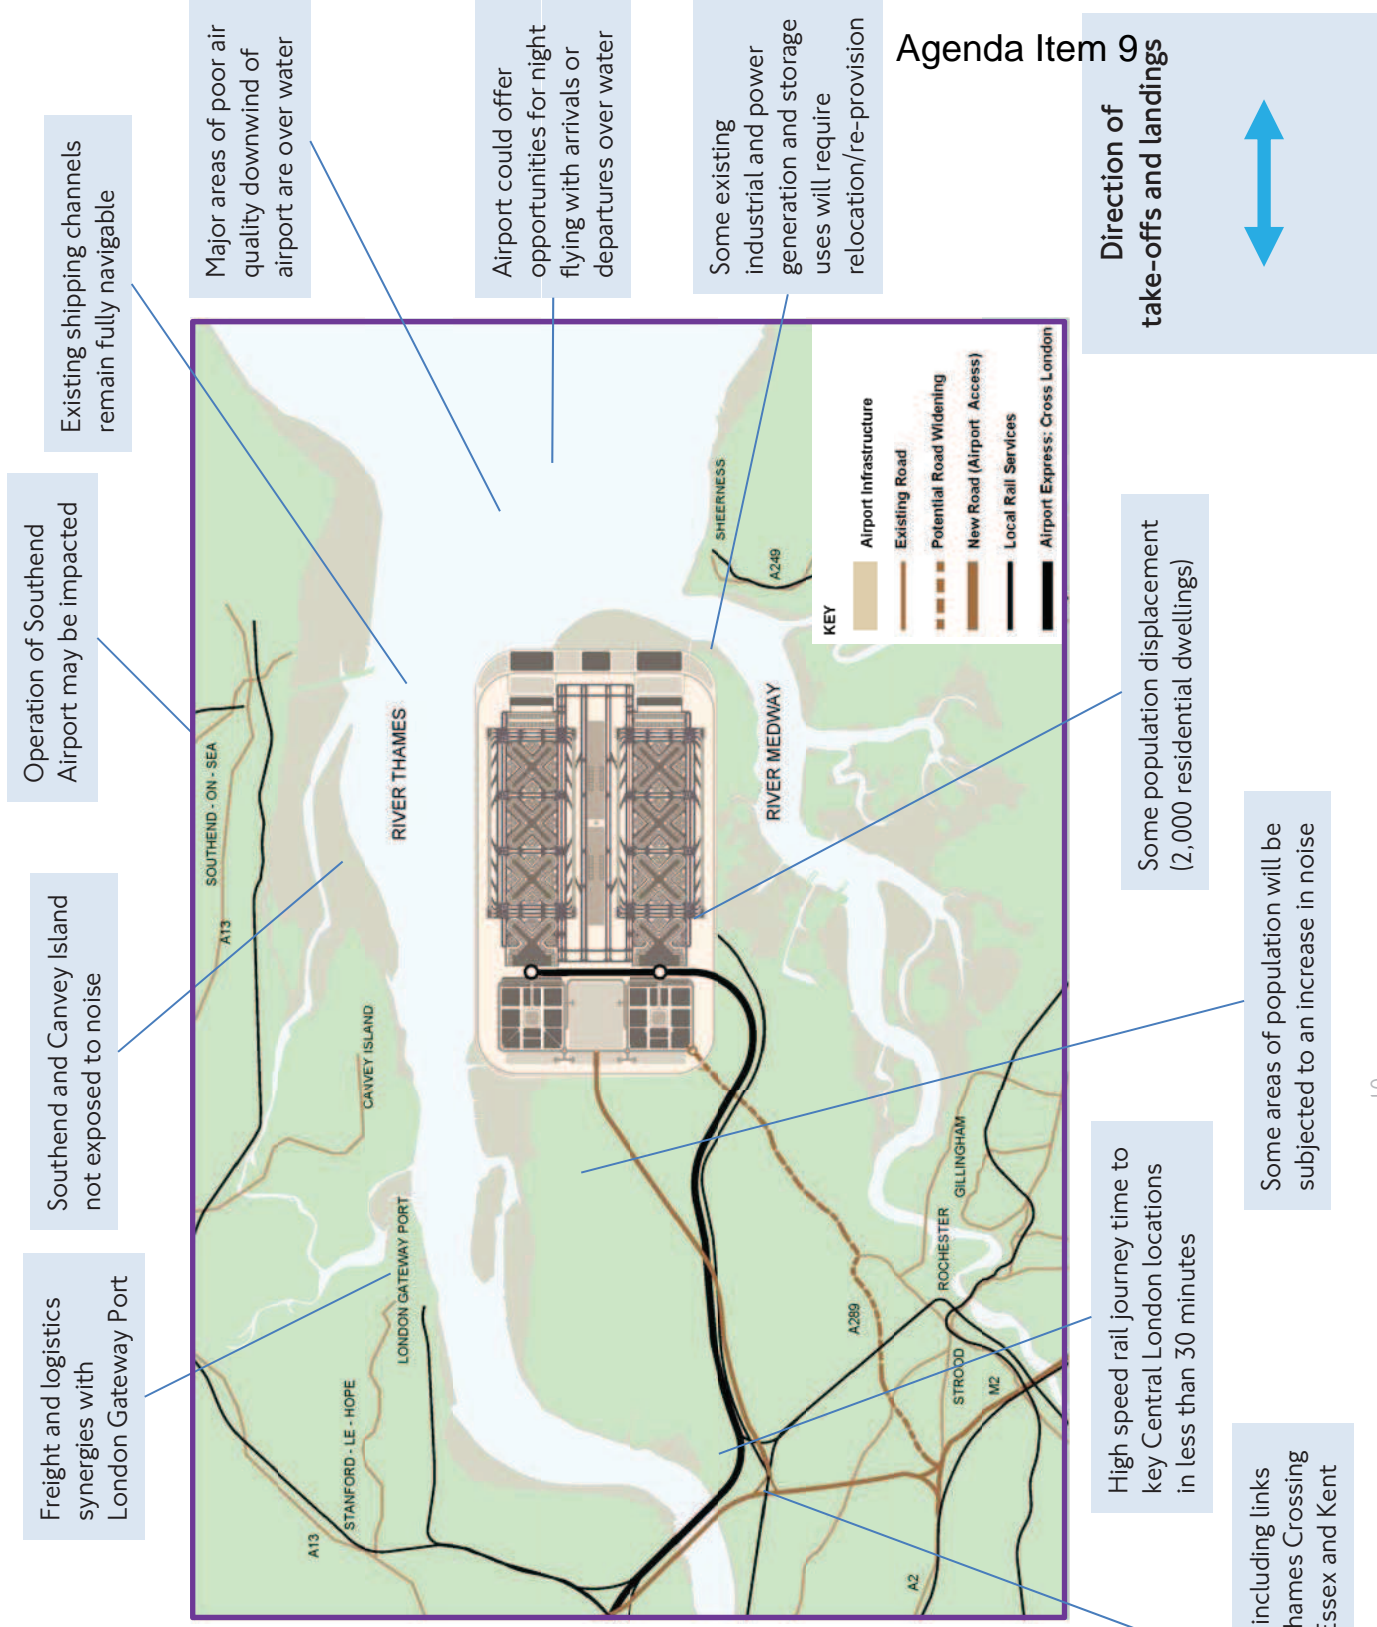 Agenda Item 9
Freight and logistics
synergies with
London Gateway Port
Southend and Canvey Island
not exposed to noise
Operation of Southend
Airport may be impacted
Existing shipping channels
remain fully navigable
Major areas of poor air
quality downwind of
airport are over water
Airport could offer
opportunities for night
flying with arrivals or
departures over water
Some existing
industrial and power
generation and storage
uses will require
relocation/re-provision
Direction of
take-offs and landings
A13
STANFORD - LE - HOPE
LONDON GATEWAY PORT
CANVEY ISLAND
A13
SOUTHEND - ON - SEA
RIVER THAMES
RIVER MEDWAY
SHEERNESS
A249
A289
ROCHESTER
GILLINGHAM
STROOD
M2
A2
KEY
Airport Infrastructure
Existing Road
Potential Road Widening
New Road (Airport Access)
Local Rail Services
Airport Express: Cross London
including links
hames Crossing
Essex and Kent
High speed rail journey time to
key Central London locations
in less than 30 minutes
Some areas of population will be
subjected to an increase in noise
Some population displacement
(2,000 residential dwellings)